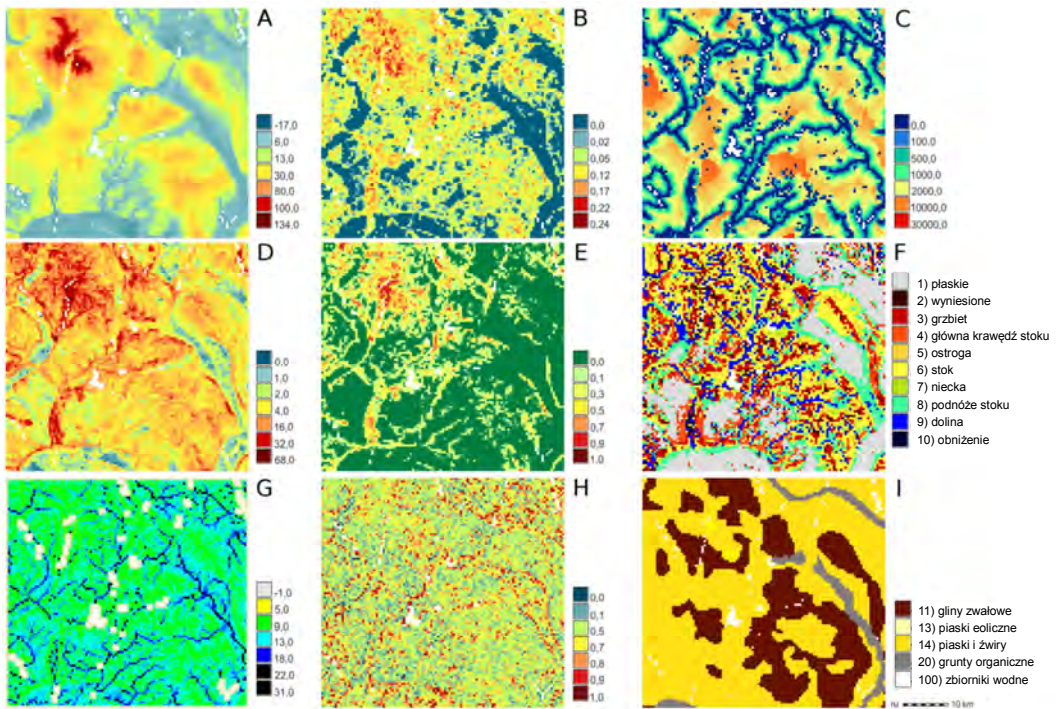 A
-17,0
6,0
13,0
30,0
80,0
100,0
134,0
B
0,0
0,02
0,05
0,12
0,17
0,22
0,24
C
0,0
100,0
500,0
1000,0
2000,0
10000,0
30000,0
D
0,0
1,0
2,0
4,0
16,0
32,0
68,0
E
0,0
0,1
0,3
0,5
0,7
0,9
1,0
F
1) płaskie
2) wyniesione
3) grzbiet
4) główna krawędź stoku
5) ostroga
6) stok
7) niecka
8) podnóże stoku
9) dolina
10) obniżenie
G
-1,0
5,0
9,0
13,0
18,0
22,0
31,0
H
0,0
0,1
0,5
0,7
0,8
0,9
1,0
I
11) gliny zwałowe
13) piaski eoliczne
14) piaski i żwiry
20) grunty organiczne
100) zbiorniki wodne
10 km